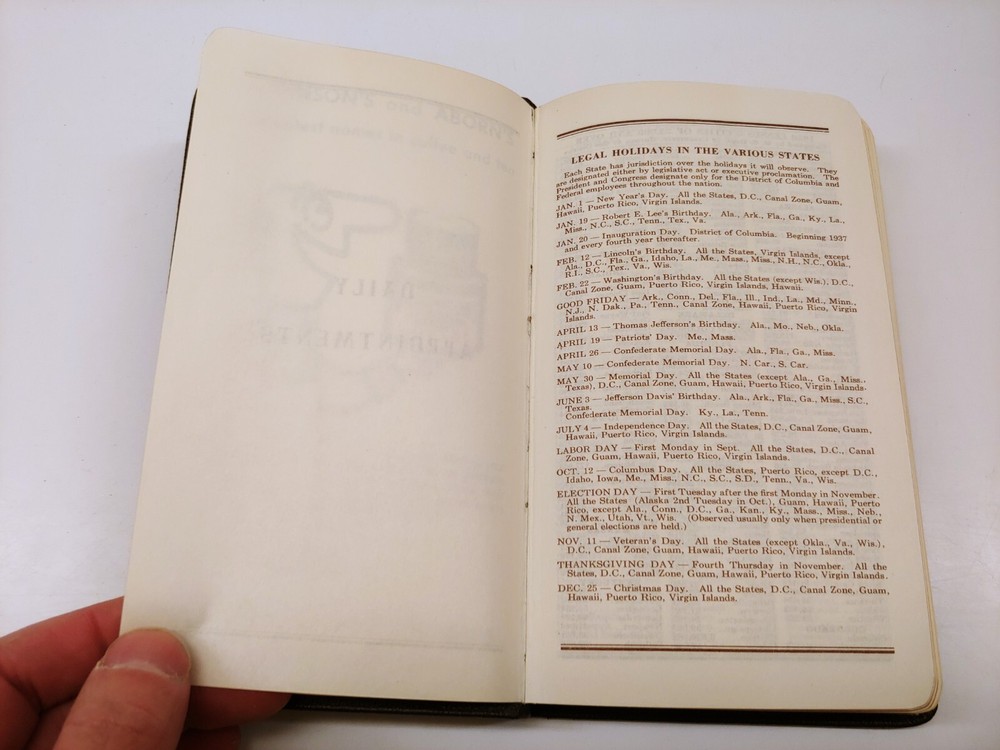 DAILY
APPOINTMENTS
LEGAL HOLIDAYS IN THE VARIOUS STATES
Each State has jurisdiction over the holidays it will observe. They
are designated either by legislative act or executive proclamation. The
President and Congress designate only for the District of Columbia and
Federal employees throughout the nation.
JAN. 1 — New Year's Day. All the States, D.C., Canal Zone, Guam,
Hawaii, Puerto Rico, Virgin Islands.
JAN. 19 — Robert E. Lee's Birthday. Ala., Ark., Fla., Ga., Ky., La.,
Miss., N.C., S.C., Tenn., Tex., Va.
JAN. 20 — Inauguration Day. District of Columbia. Beginning 1937
and every fourth year thereafter.
FEB. 12 — Lincoln's Birthday. All the States, Virgin Islands, except
Ala., D.C., Fla., Ga., Idaho, La., Me., Mass., Miss., N.H., N.C., Okla.,
R.I., S.C., Tex., Va., Wis.
FEB. 22 — Washington's Birthday. All the States (except Wis.), D.C.,
Canal Zone, Guam, Puerto Rico, Virgin Islands, Hawaii.
GOOD FRIDAY — Ark., Conn., Del., Fla., Ill., Ind., La., Md., Minn.,
N.J., N. Dak., Pa., Tenn., Canal Zone, Hawaii, Puerto Rico, Virgin
Islands.
APRIL 13 — Thomas Jefferson's Birthday. Ala., Mo., Neb., Okla.
APRIL 19 — Patriots' Day. Me., Mass.
APRIL 26 — Confederate Memorial Day. Ala., Fla., Ga., Miss.
MAY 10 — Confederate Memorial Day. N. Car., S. Car.
MAY 30 — Memorial Day. All the States (except Ala., Ga., Miss.,
Texas), D.C., Canal Zone, Guam, Hawaii, Puerto Rico, Virgin Islands.
JUNE 3 — Jefferson Davis' Birthday. Ala., Ark., Fla., Ga., Miss., S.C.,
Texas.
Confederate Memorial Day. Ky., La., Tenn.
JULY 4 — Independence Day. All the States, D.C., Canal Zone, Guam,
Hawaii, Puerto Rico, Virgin Islands.
LABOR DAY — First Monday in Sept. All the States, D.C., Canal
Zone, Guam, Hawaii, Puerto Rico, Virgin Islands.
OCT. 12 — Columbus Day. All the States, Puerto Rico, except D.C.,
Idaho, Iowa, Me., Miss., N.C., S.C., S.D., Tenn., Va., Wis.
ELECTION DAY — First Tuesday after the first Monday in November.
All the States (Alaska 2nd Tuesday in Oct.), Guam, Hawaii, Puerto
Rico, except Ala., Conn., D.C., Ga., Kan., Ky., Mass., Miss., Neb.,
N. Mex., Utah, Vt., Wis. (Observed usually only when presidential or
general elections are held.)
NOV. 11 — Veteran's Day. All the States (except Okla., Va., Wis.),
D.C., Canal Zone, Guam, Hawaii, Puerto Rico, Virgin Islands.
THANKSGIVING DAY — Fourth Thursday in November. All the
States, D.C., Canal Zone, Guam, Hawaii, Puerto Rico, Virgin Islands.
DEC. 25 — Christmas Day. All the States, D.C., Canal Zone, Guam,
Hawaii, Puerto Rico, Virgin Islands.